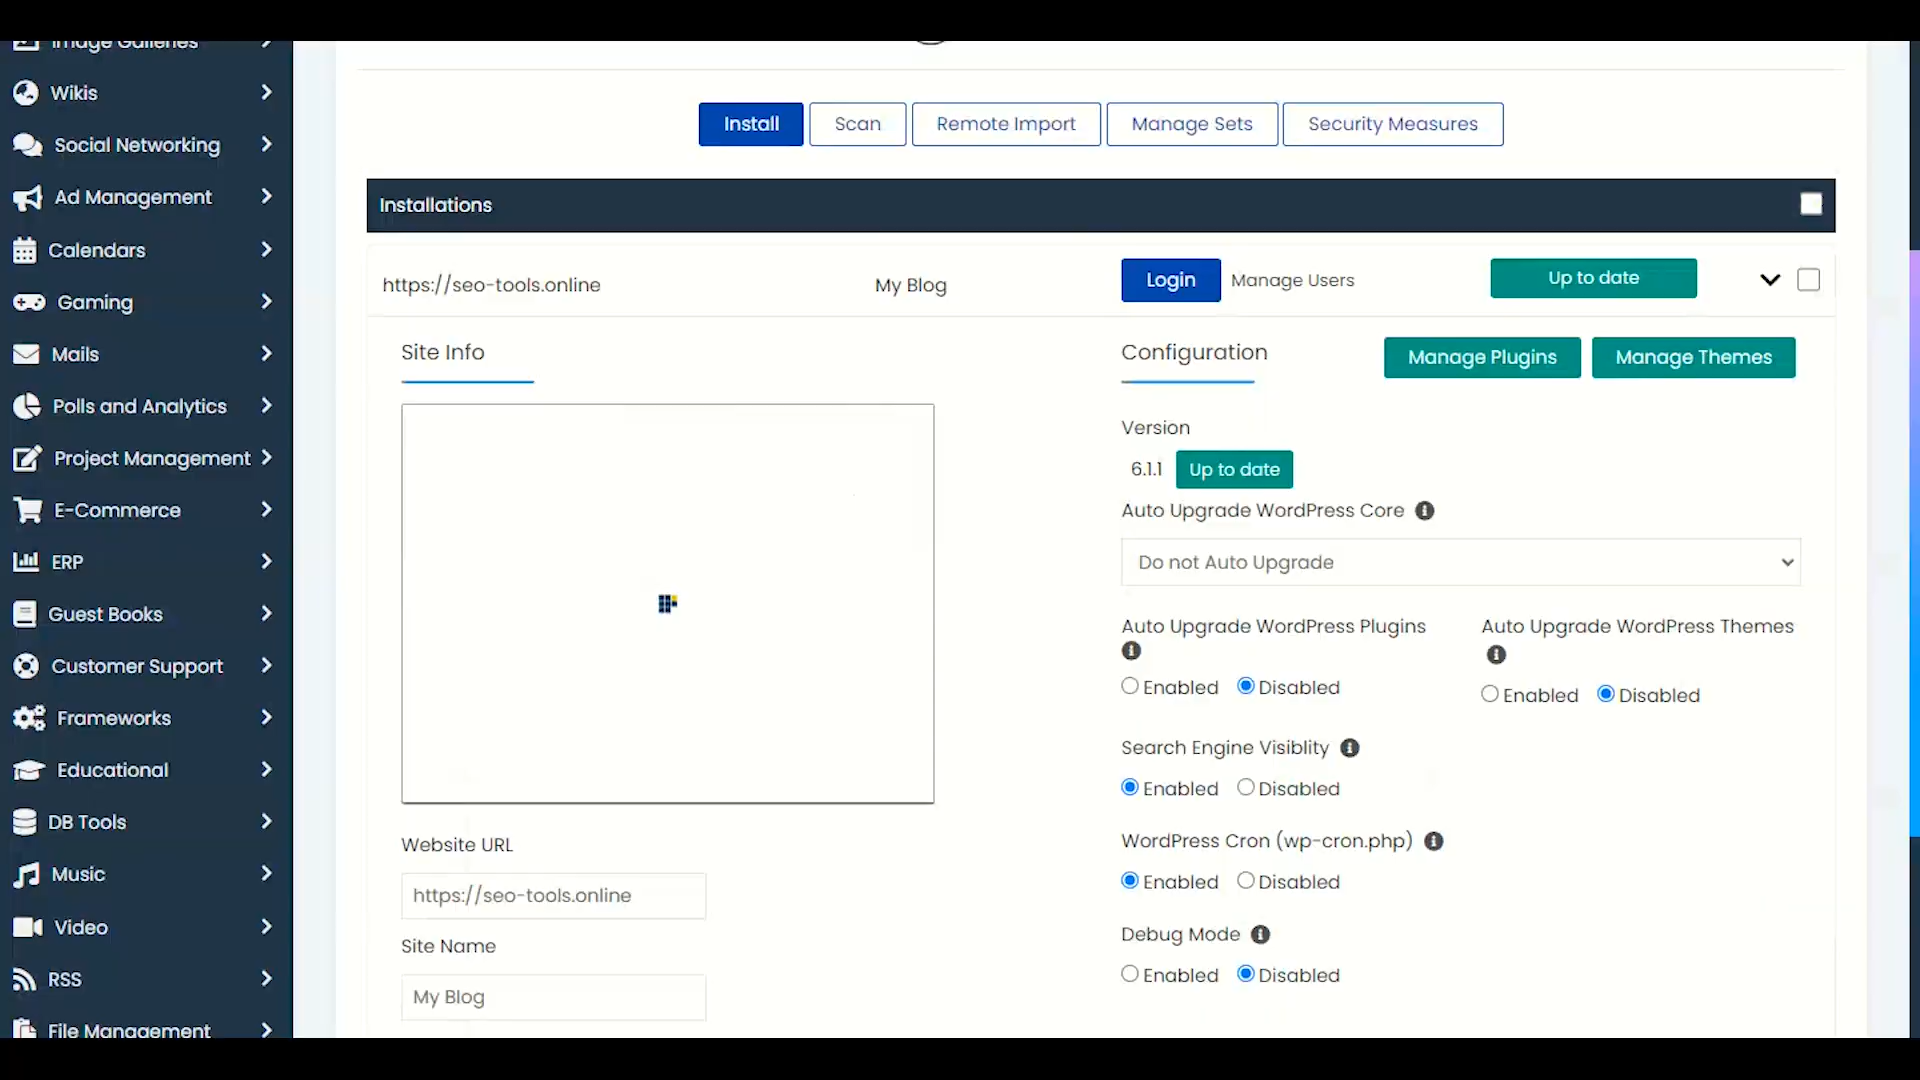 Image Galleries
Wikis
Social Networking
Ad Management
Calendars
Gaming
Mails
Polls and Analytics
Project Management
E-Commerce
ERP
Guest Books
Customer Support
Frameworks
Educational
DB Tools
Music
Video
RSS
File Management
Install Scan Remote Import Manage Sets Security Measures
Installations
https://seo-tools.online My Blog Login Manage Users Up to date
Site Info
Website URL
https://seo-tools.online
Site Name
My Blog
Configuration Manage Plugins Manage Themes
Version
6.1.1 Up to date
Auto Upgrade WordPress Core
Do not Auto Upgrade
Auto Upgrade WordPress Plugins
Enabled Disabled
Auto Upgrade WordPress Themes
Enabled Disabled
Search Engine Visiblity
Enabled Disabled
WordPress Cron (wp-cron.php)
Enabled Disabled
Debug Mode
Enabled Disabled